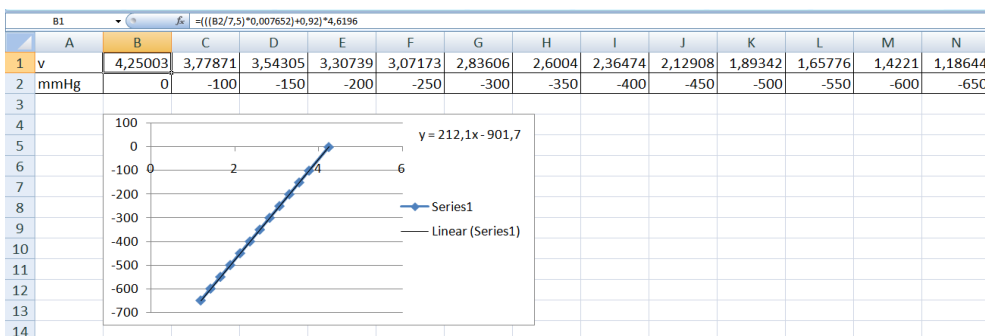 B1 fx =(((B2/7,5)*0,007652)+0,92)*4,6196
A B C D E F G H I J K L M N
1 v 4,25003 3,77871 3,54305 3,30739 3,07173 2,83606 2,6004 2,36474 2,12908 1,89342 1,65776 1,4221 1,18644
2 mmHg 0 -100 -150 -200 -250 -300 -350 -400 -450 -500 -550 -600 -650
3
4
5
6
7
8
9
10
11
12
13
14
100
0
-100
-200
-300
-400
-500
-600
-700
0 2 4 6
y = 212,1x - 901,7
Series1
Linear (Series1)